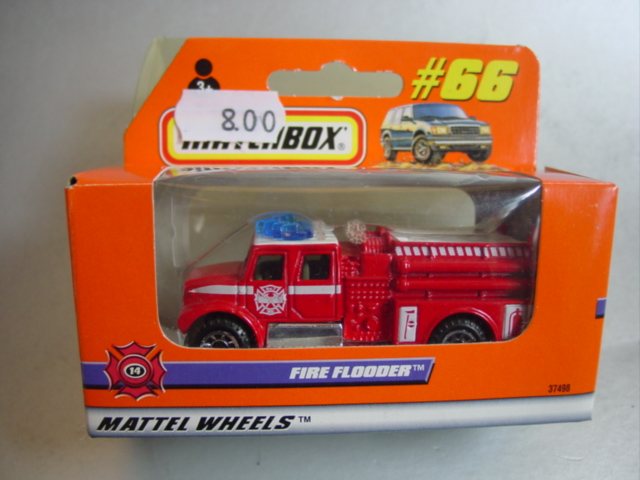 #66
3+
8.00
MATCHBOX®
14
FIRE FLOODER™
37498
MATTEL WHEELS™